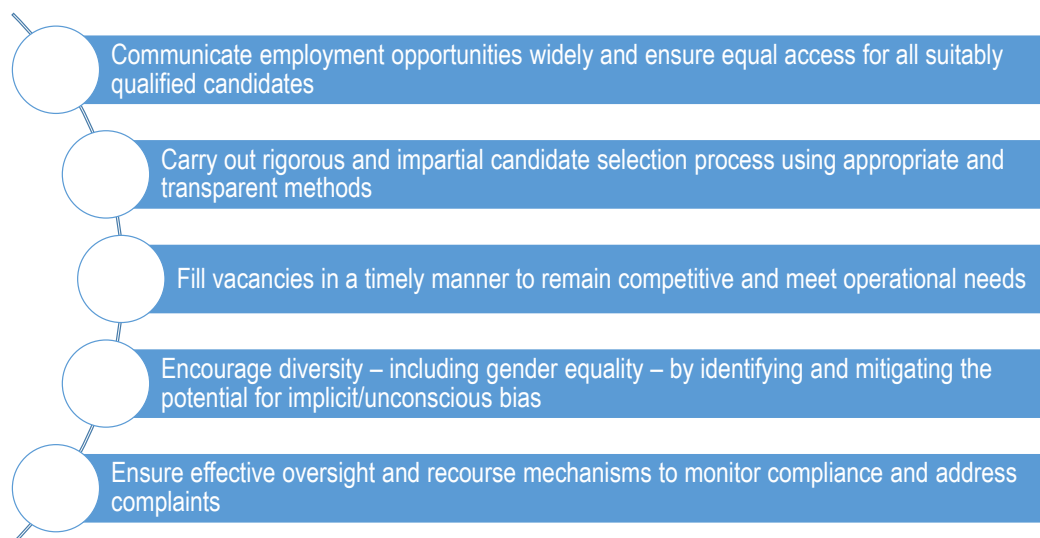 Communicate employment opportunities widely and ensure equal access for all suitably
qualified candidates
Carry out rigorous and impartial candidate selection process using appropriate and
transparent methods
Fill vacancies in a timely manner to remain competitive and meet operational needs
Encourage diversity – including gender equality – by identifying and mitigating the
potential for implicit/unconscious bias
Ensure effective oversight and recourse mechanisms to monitor compliance and address
complaints